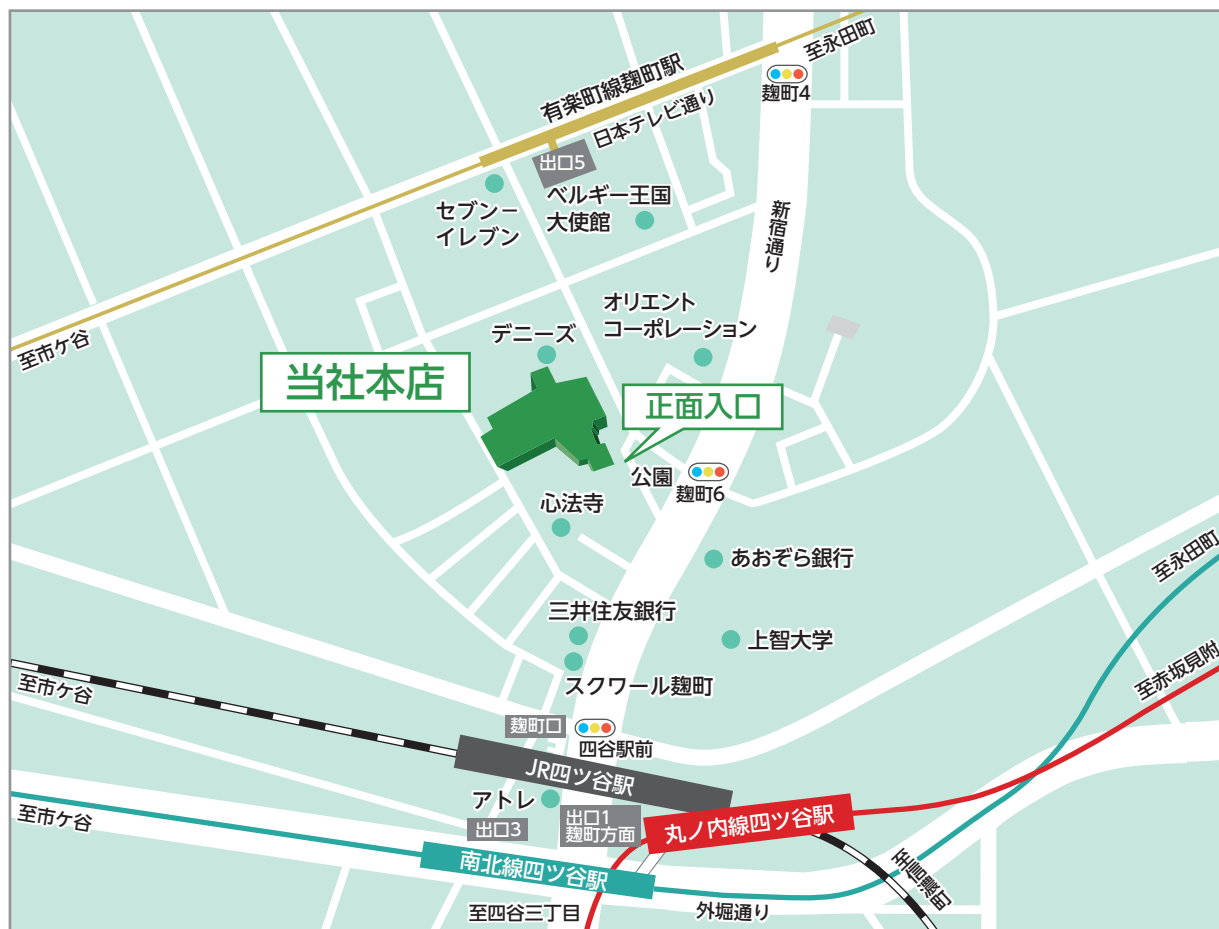 至永田町
麹町4
有楽町線麹町駅
日本テレビ通り
出口5
セブン−
イレブン
ベルギー王国
大使館
新宿通り
至市ケ谷
オリエント
コーポレーション
デニーズ
当社本店
正面入口
公園
麹町6
心法寺
あおぞら銀行
至永田町
三井住友銀行
上智大学
至赤坂見附
スクワール麹町
至市ケ谷
麹町口
四谷駅前
JR四ツ谷駅
アトレ
至市ケ谷
出口3
出口1
麹町方面
丸ノ内線四ツ谷駅
南北線四ツ谷駅
至信濃町
至四谷三丁目
外堀通り